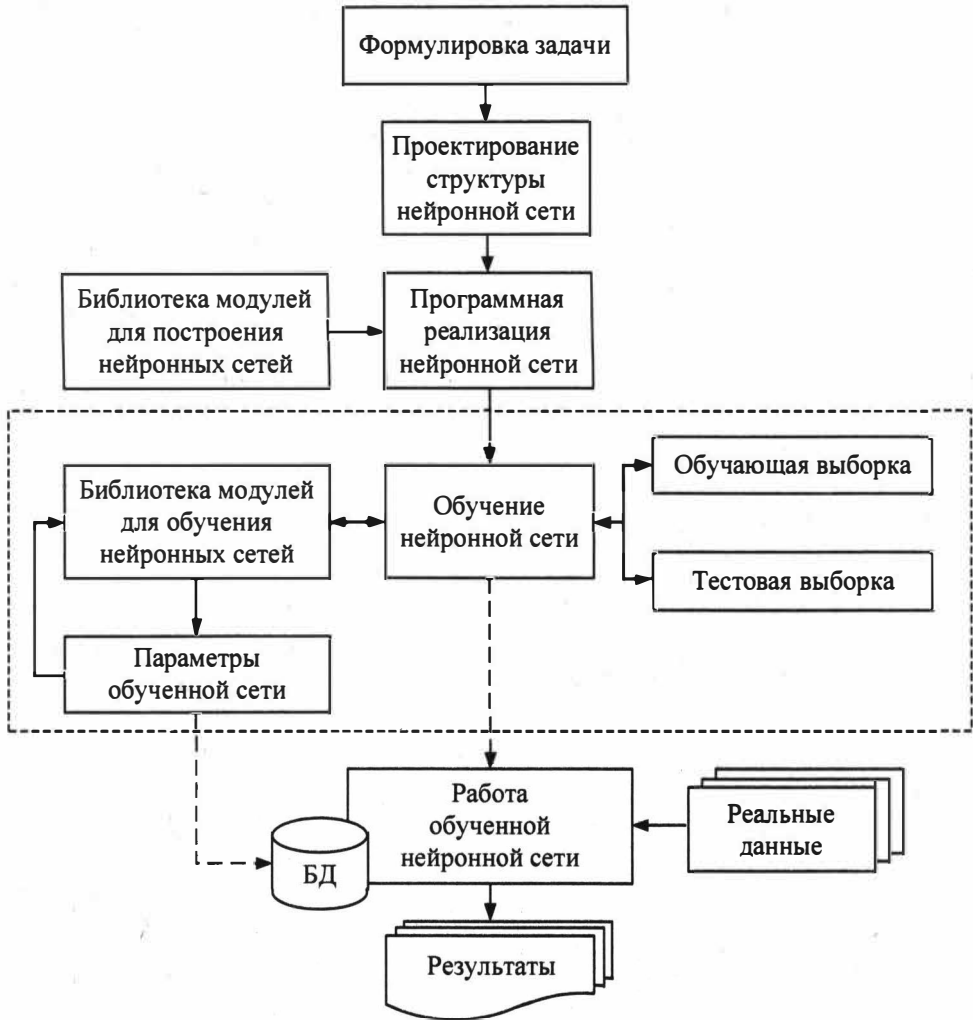 Формулировка задачи
Проектирование
структуры
нейронной сети
Библиотека модулей
для построения
нейронных сетей
Программная
реализация
нейронной сети
Библиотека модулей
для обучения
нейронных сетей
Обучение
нейронной сети
Обучающая выборка
Тестовая выборка
Параметры
обученной сети
БД
Работа
обученной
нейронной сети
Реальные
данные
Результаты